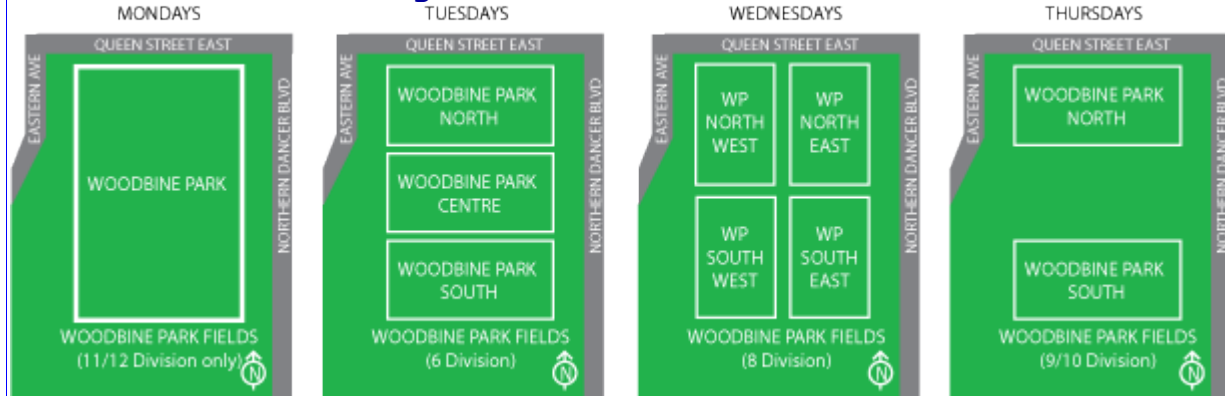 MONDAYS
QUEEN STREET EAST
EASTERN AVE
NORTHERN DANCER BLVD
WOODBINE PARK
WOODBINE PARK FIELDS
(11/12 Division only)
N
TUESDAYS
QUEEN STREET EAST
EASTERN AVE
NORTHERN DANCER BLVD
WOODBINE PARK
NORTH
WOODBINE PARK
CENTRE
WOODBINE PARK
SOUTH
WOODBINE PARK FIELDS
(6 Division)
N
WEDNESDAYS
QUEEN STREET EAST
EASTERN AVE
NORTHERN DANCER BLVD
WP
NORTH
WEST
WP
NORTH
EAST
WP
SOUTH
WEST
WP
SOUTH
EAST
WOODBINE PARK FIELDS
(8 Division)
N
THURSDAYS
QUEEN STREET EAST
EASTERN AVE
NORTHERN DANCER BLVD
WOODBINE PARK
NORTH
WOODBINE PARK
SOUTH
WOODBINE PARK FIELDS
(9/10 Division)
N